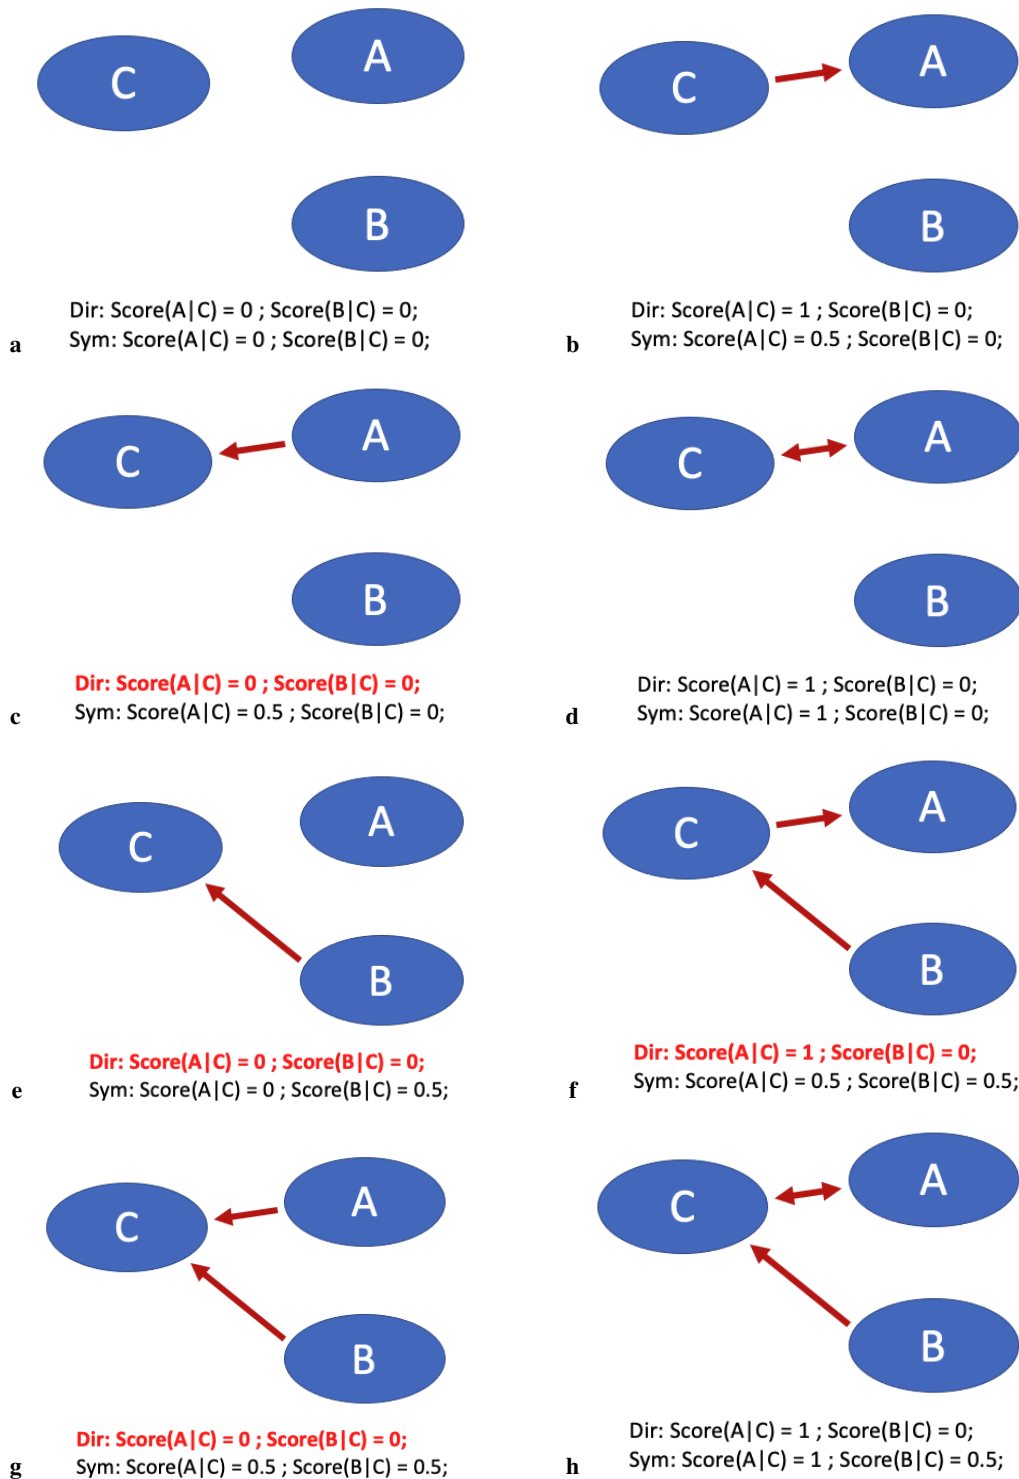 C
A
B
Dir: Score(A|C) = 0 ; Score(B|C) = 0;
a Sym: Score(A|C) = 0 ; Score(B|C) = 0;
C
A
B
Dir: Score(A|C) = 1 ; Score(B|C) = 0;
b Sym: Score(A|C) = 0.5 ; Score(B|C) = 0;
C
A
B
Dir: Score(A|C) = 0 ; Score(B|C) = 0;
c Sym: Score(A|C) = 0.5 ; Score(B|C) = 0;
C
A
B
Dir: Score(A|C) = 1 ; Score(B|C) = 0;
d Sym: Score(A|C) = 1 ; Score(B|C) = 0;
C
A
B
Dir: Score(A|C) = 0 ; Score(B|C) = 0;
e Sym: Score(A|C) = 0 ; Score(B|C) = 0.5;
C
A
B
Dir: Score(A|C) = 1 ; Score(B|C) = 0;
f Sym: Score(A|C) = 0.5 ; Score(B|C) = 0.5;
C
A
B
Dir: Score(A|C) = 0 ; Score(B|C) = 0;
g Sym: Score(A|C) = 0.5 ; Score(B|C) = 0.5;
C
A
B
Dir: Score(A|C) = 1 ; Score(B|C) = 0;
h Sym: Score(A|C) = 1 ; Score(B|C) = 0.5;